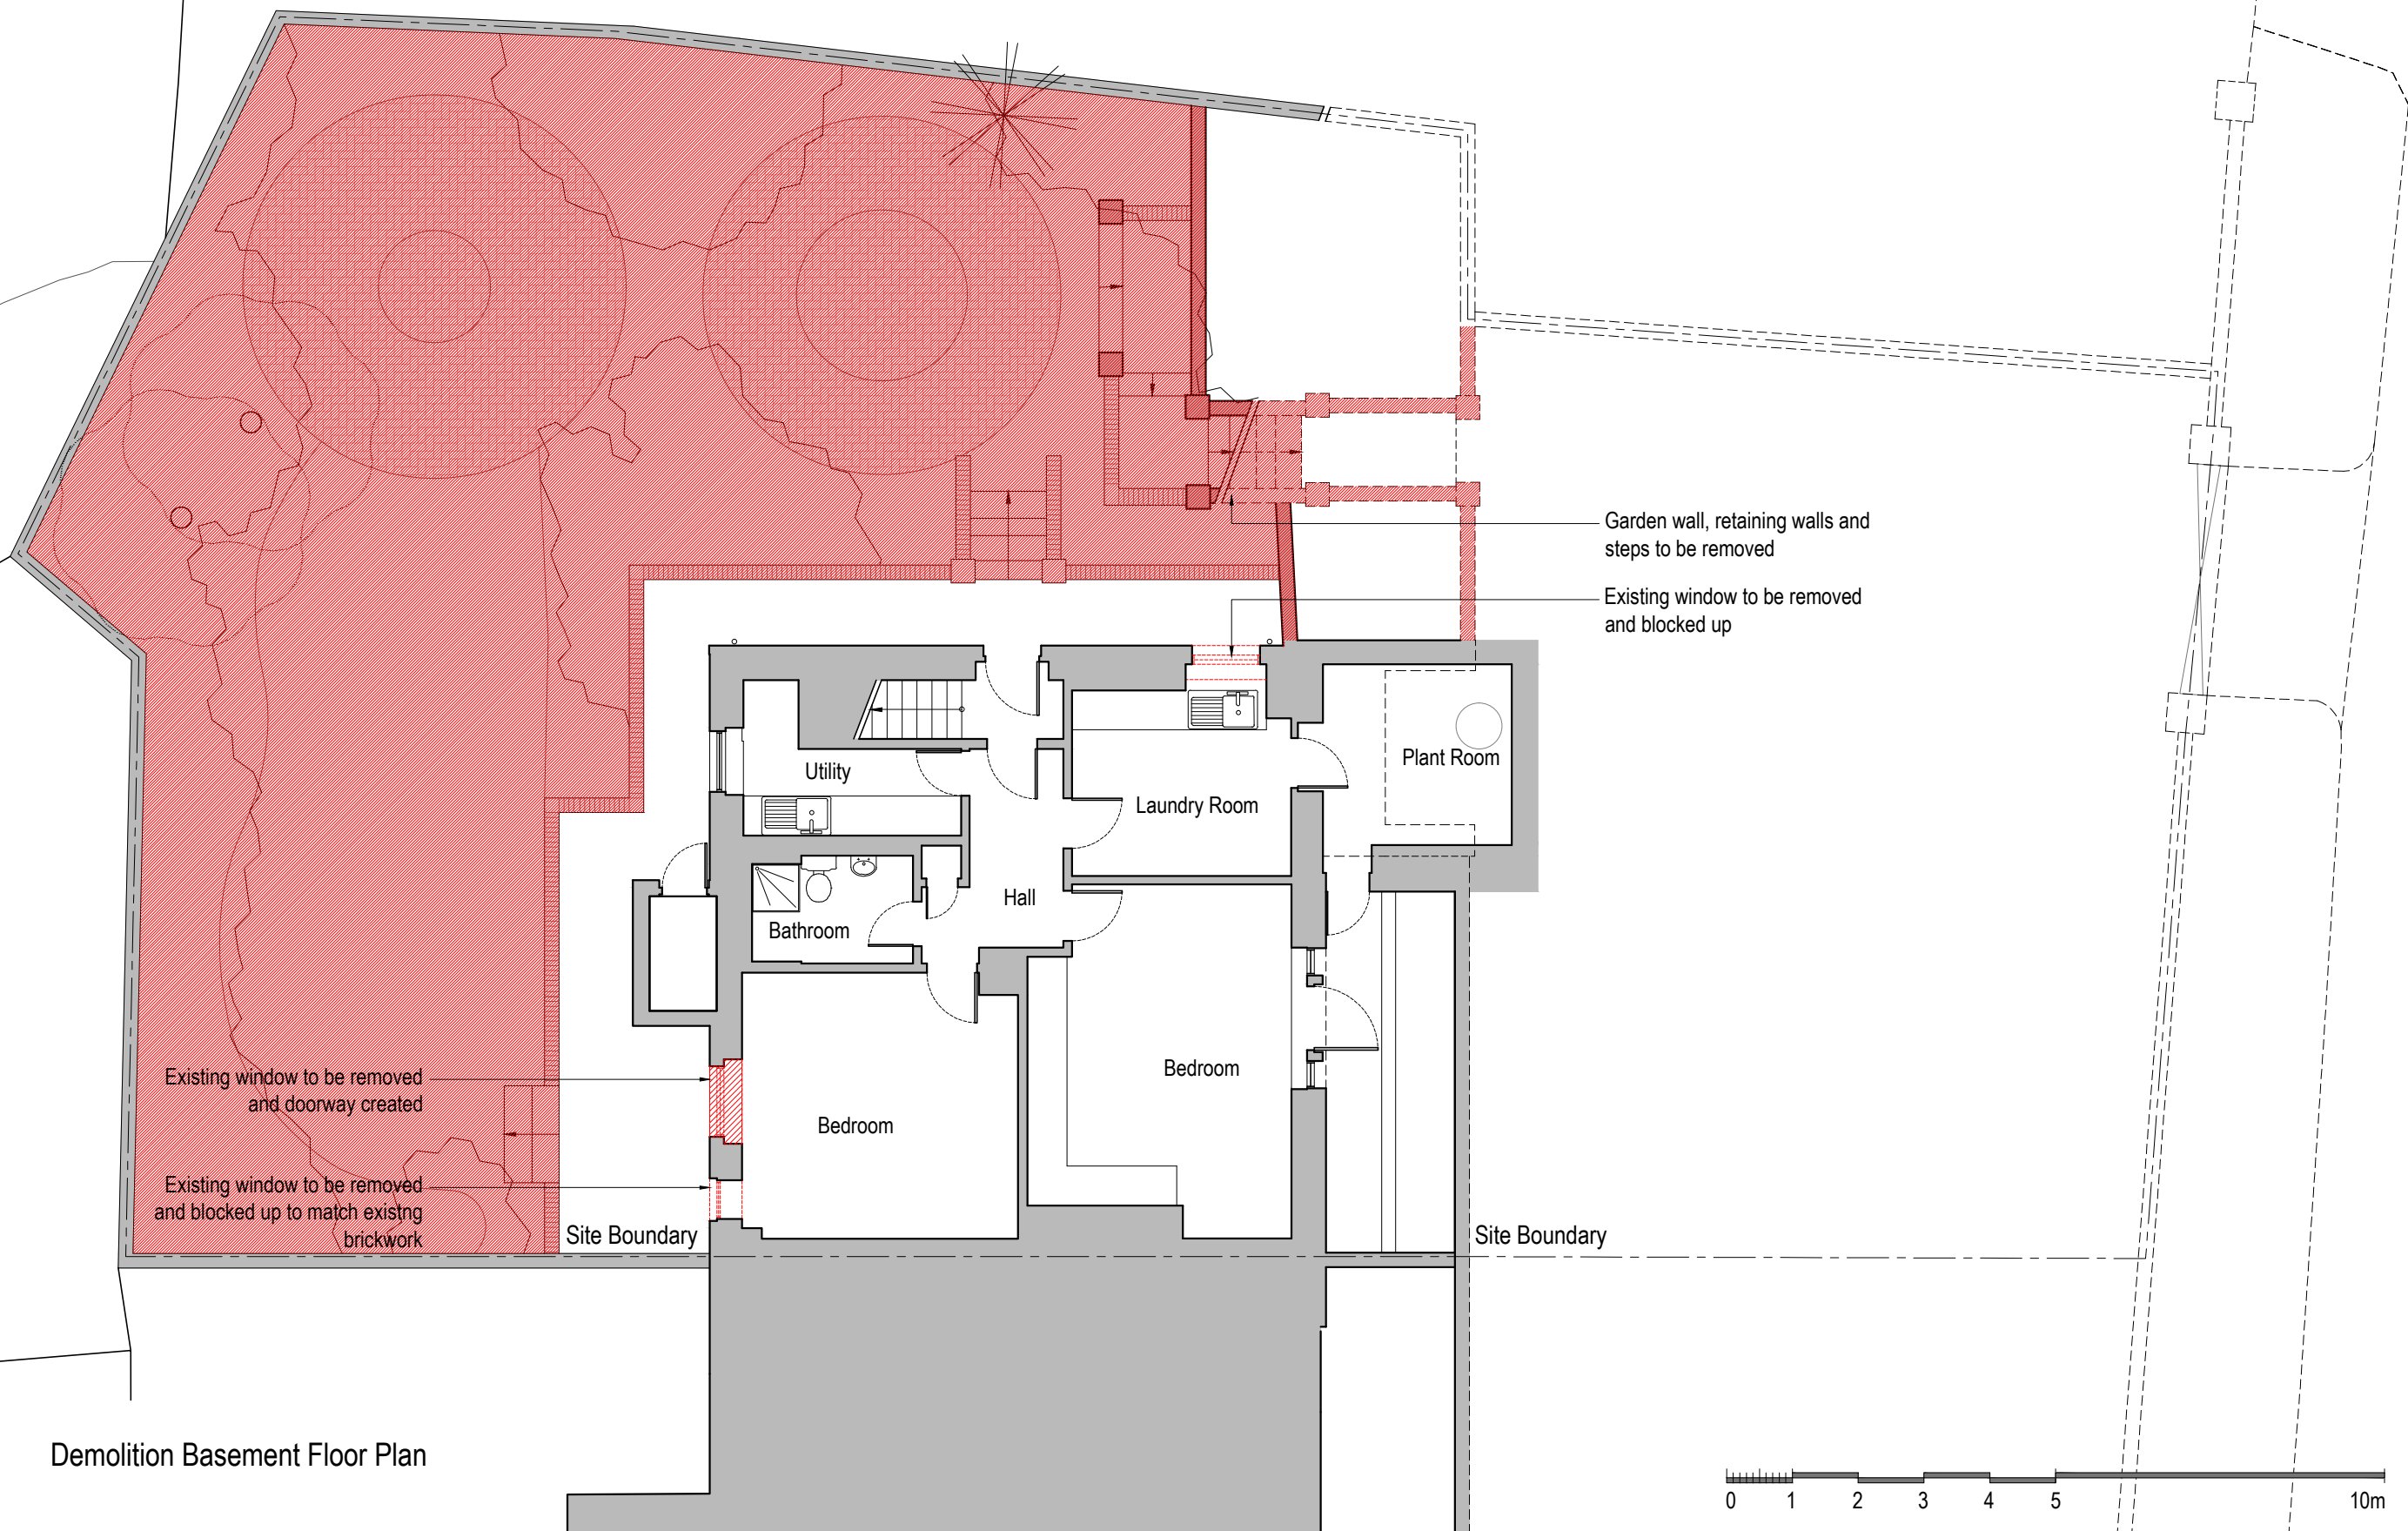 Garden wall, retaining walls and
steps to be removed
Existing window to be removed
and blocked up
Utility
Plant Room
Laundry Room
Hall
Bathroom
Bedroom
Bedroom
Existing window to be removed
and doorway created
Existing window to be removed
and blocked up to match existng
brickwork
Site Boundary
Site Boundary
Demolition Basement Floor Plan
0 1 2 3 4 5 10m